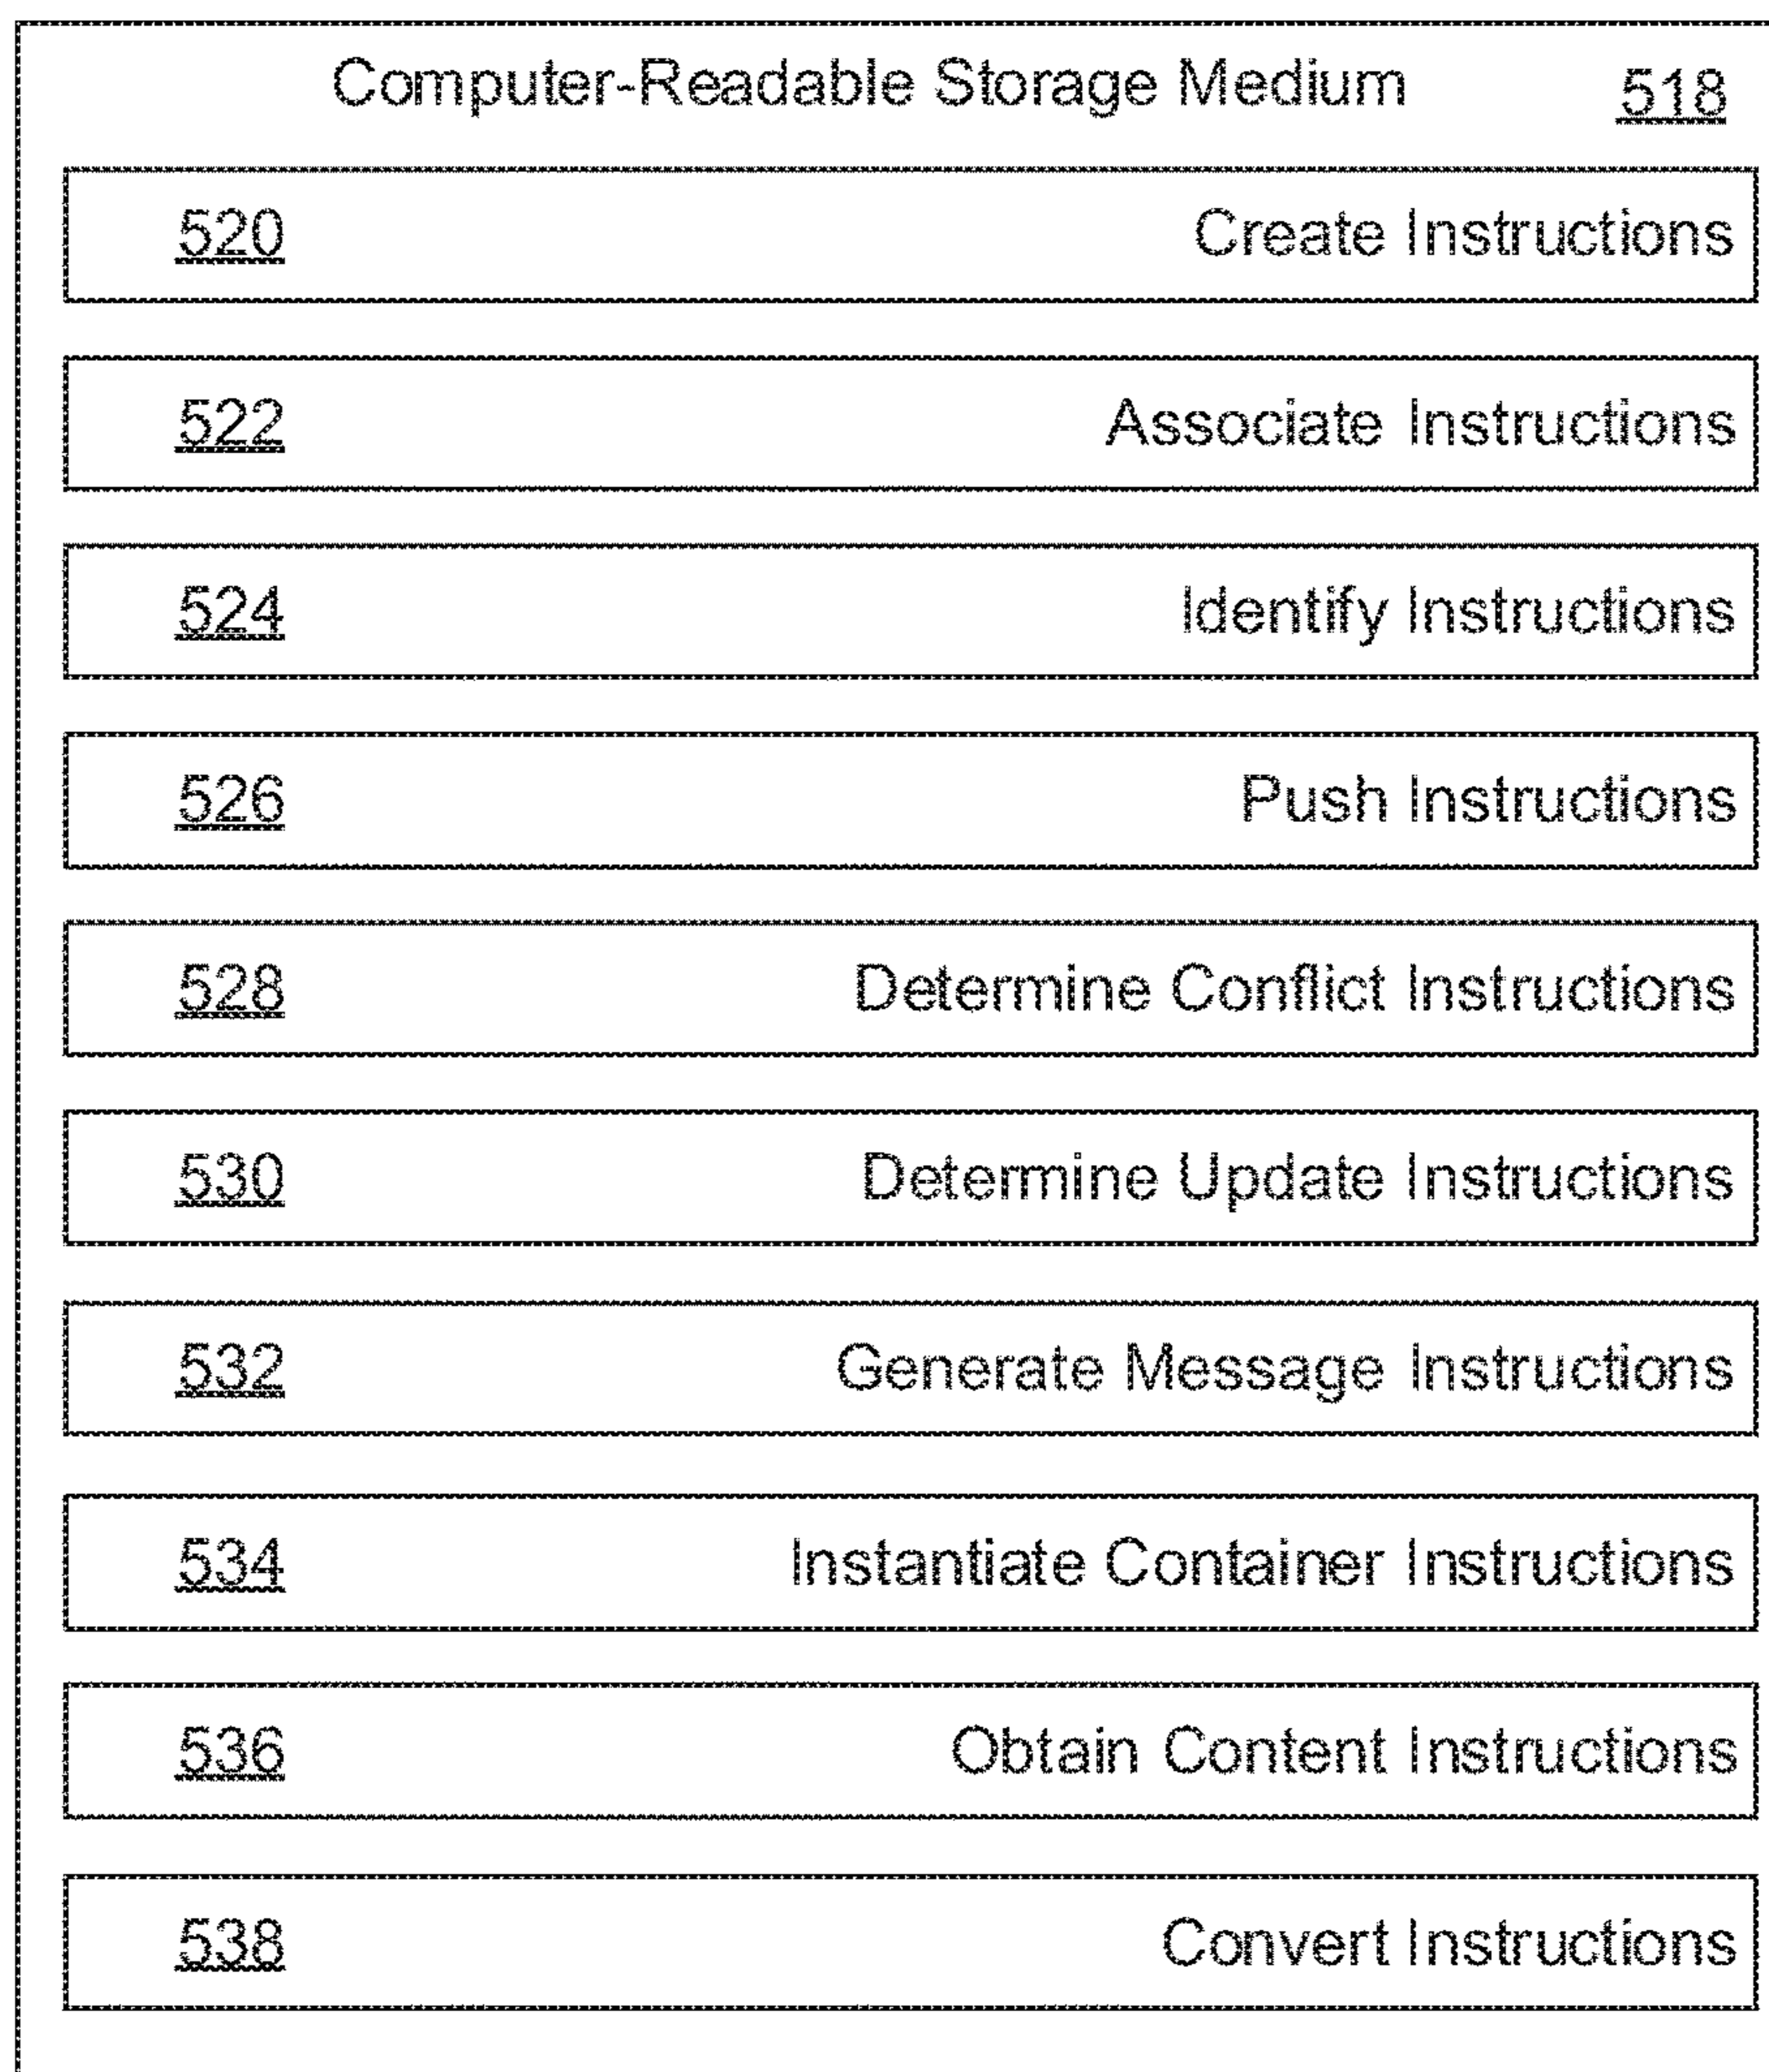 Computer-Readable Storage Medium 518
520 Create Instructions
522 Associate Instructions
524 Identify Instructions
526 Push Instructions
528 Determine Conflict Instructions
530 Determine Update Instructions
532 Generate Message Instructions
534 Instantiate Container Instructions
536 Obtain Content Instructions
538 Convert Instructions